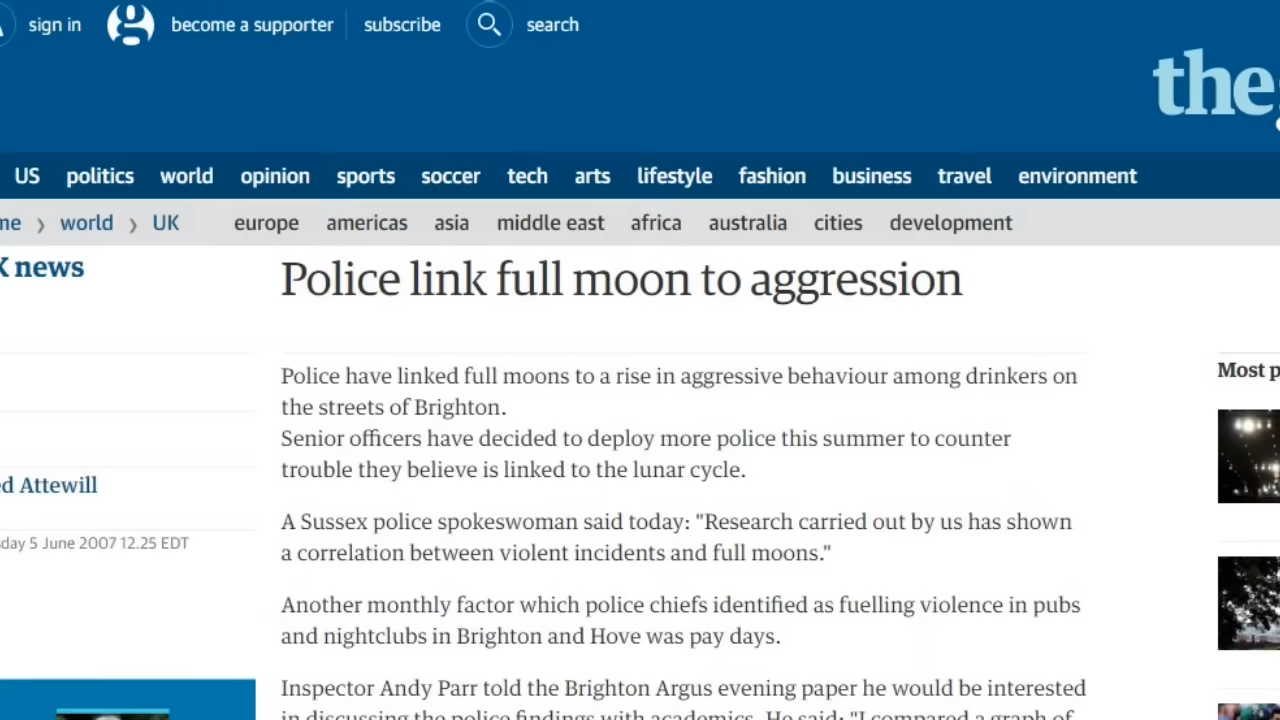 sign in
become a supporter
subscribe
search
the
US politics world opinion sports soccer tech arts lifestyle fashion business travel environment
world UK europe americas asia middle east africa australia cities development
news
Police link full moon to aggression
Police have linked full moons to a rise in aggressive behaviour among drinkers on
the streets of Brighton.
Senior officers have decided to deploy more police this summer to counter
trouble they believe is linked to the lunar cycle.
Most
Attewill
A Sussex police spokeswoman said today: "Research carried out by us has shown
a correlation between violent incidents and full moons."
5 June 2007 12.25 EDT
Another monthly factor which police chiefs identified as fuelling violence in pubs
and nightclubs in Brighton and Hove was pay days.
Inspector Andy Parr told the Brighton Argus evening paper he would be interested
in discussing the police findings with academics. He said: "I compared a graph of